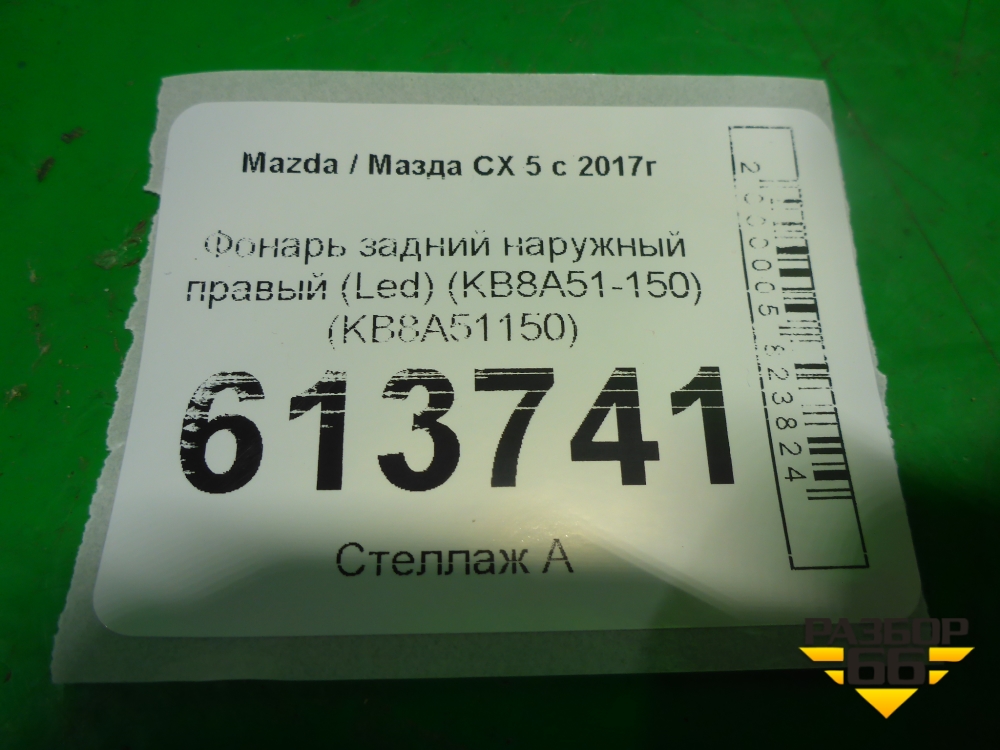 Mazda / Мазда CX 5 с 2017г
Фонарь задний наружный
правый (Led) (KB8A51-150)
(KB8A51150)
613741
Стеллаж А
2000005823824
РАЗБОР
66